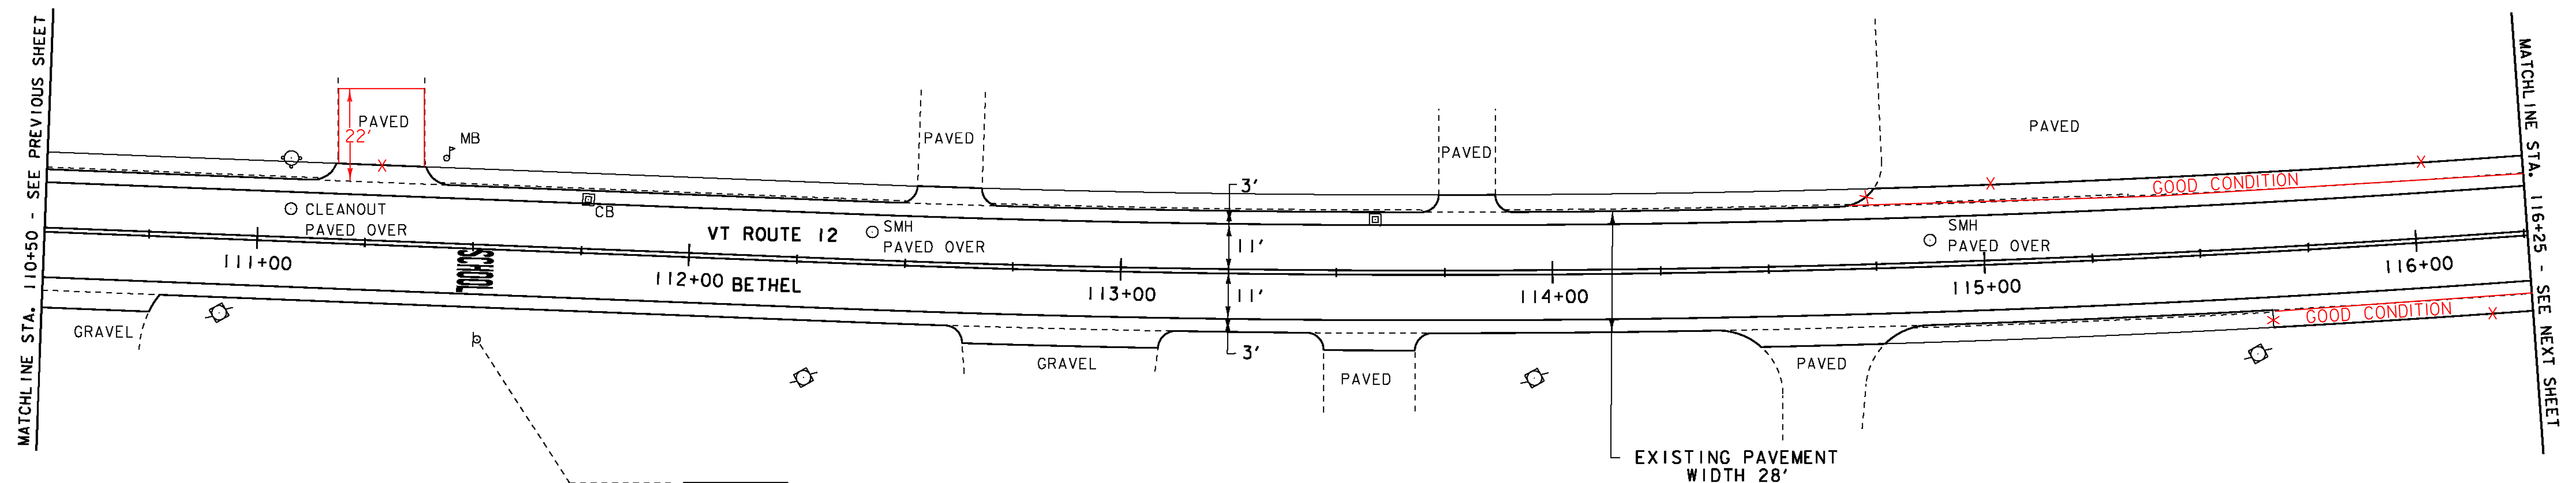 MATCHLINE STA. 110+50 - SEE PREVIOUS SHEET
22'
PAVED
MB
PAVED
PAVED
PAVED
3'
GOOD CONDITION
CLEANOUT
PAVED OVER
CB
VT ROUTE 12
SMH
PAVED OVER
11'
SMH
PAVED OVER
111+00
SCHOOL
112+00
BETHEL
113+00
11'
114+00
115+00
116+00
GRAVEL
3'
GRAVEL
PAVED
PAVED
GOOD CONDITION
EXISTING PAVEMENT
WIDTH 28'
MATCHLINE STA. 116+25 - SEE NEXT SHEET